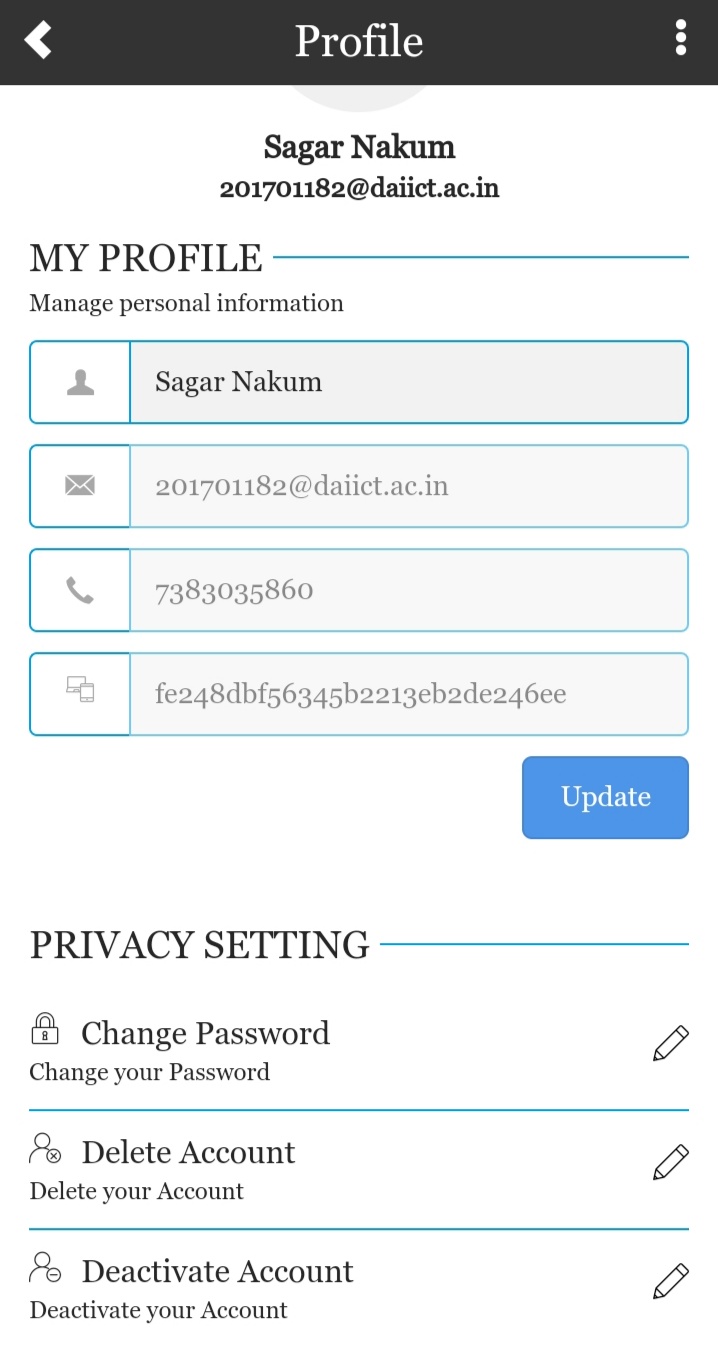 Profile
Sagar Nakum
201701182@daiict.ac.in
MY PROFILE
Manage personal information
Sagar Nakum
201701182@daiict.ac.in
7383035860
fe248dbf56345b2213eb2de246ee
Update
PRIVACY SETTING
Change Password
Change your Password
Delete Account
Delete your Account
Deactivate Account
Deactivate your Account